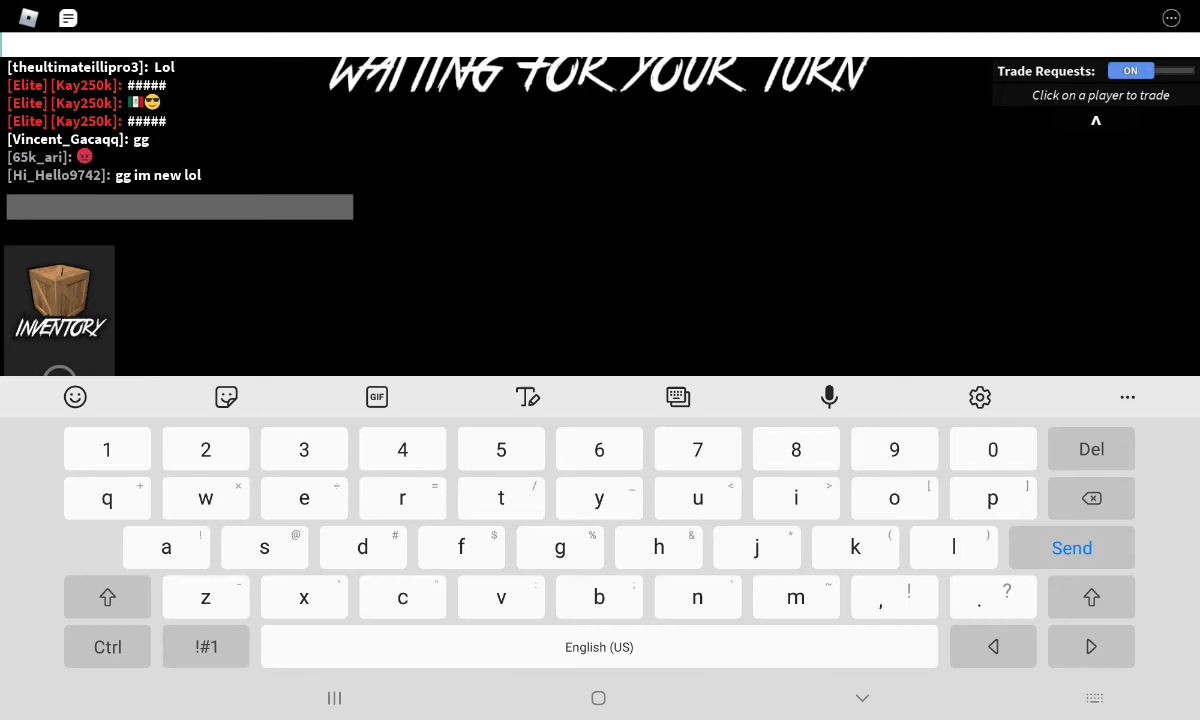 WAITING FOR YOUR TURN
[theultimateillipro3]: Lol
[Elite] [Kay250k]: #####
[Elite] [Kay250k]: 🇲🇽😎
[Elite] [Kay250k]: #####
[Vincent_Gacaqq]: gg
[65k_ari]: 😡
[Hi_Hello9742]: gg im new lol
Trade Requests: ON
Click on a player to trade
^
INVENTORY
GIF
1 2 3 4 5 6 7 8 9 0 Del
q + w × e ÷ r = t / y _ u < i > o [ p ]
a ! s @ d # f $ g % h & j * k ( l ) Send
z - x ' c " v : b ; n ` m ~ , ! . ?
Ctrl !#1 English (US)